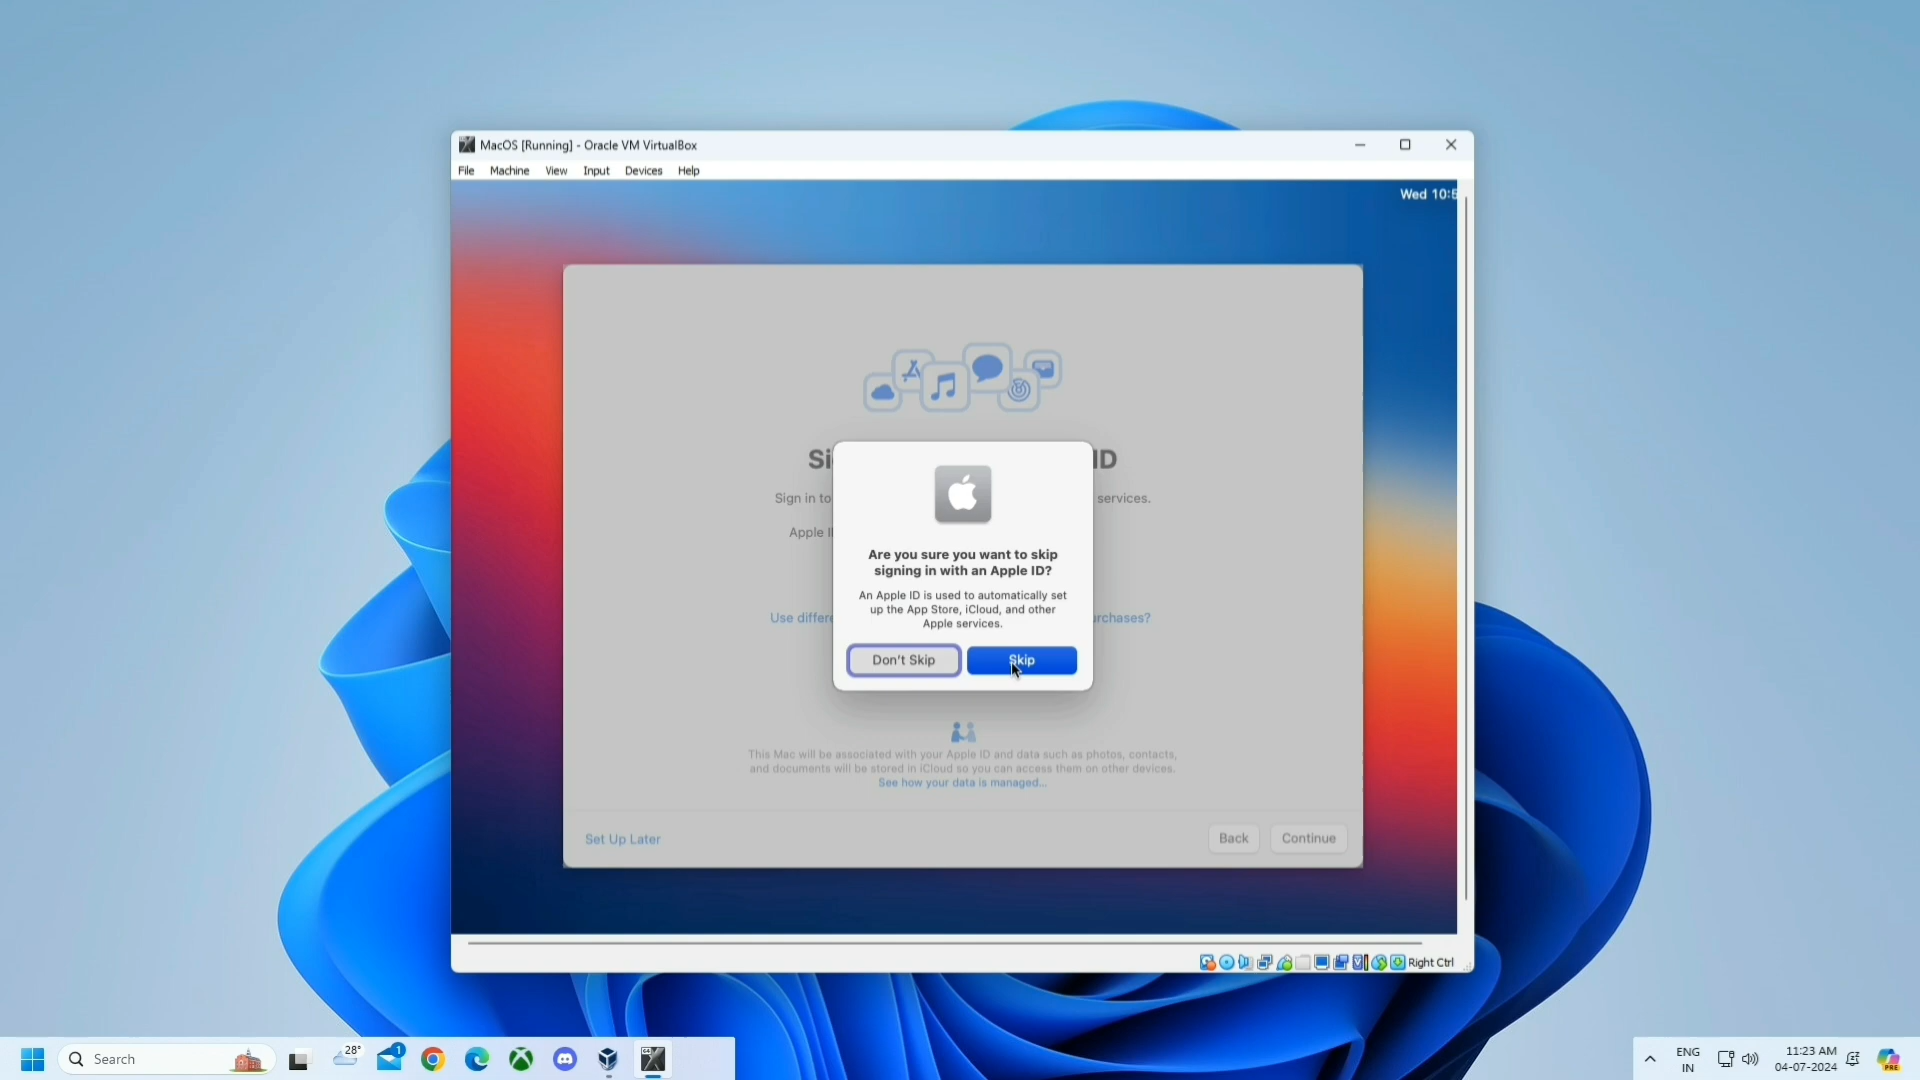 MacOS [Running] - Oracle VM VirtualBox
File Machine View Input Devices Help
Wed 10:5
Si ID
Sign in to services.
Apple I
Are you sure you want to skip
signing in with an Apple ID?
An Apple ID is used to automatically set
up the App Store, iCloud, and other
Apple services.
Use differe urchases?
Don't Skip Skip
This Mac will be associated with your Apple ID and data such as photos, contacts,
and documents will be stored in iCloud so you can access them on other devices.
See how your data is managed...
Set Up Later Back Continue
Right Ctrl
Search
28°
1
ENG
IN
11:23 AM
04-07-2024
PRE